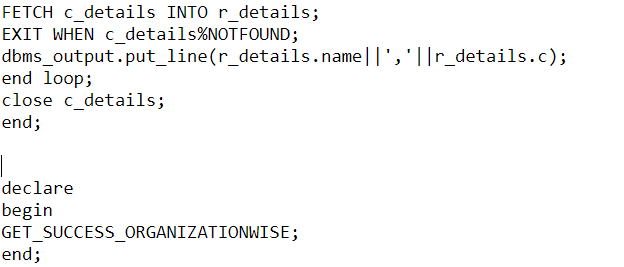 FETCH c_details INTO r_details;
EXIT WHEN c_details%NOTFOUND;
dbms_output.put_line(r_details.name||','||r_details.c);
end loop;
close c_details;
end;
declare
begin
GET_SUCCESS_ORGANIZATIONWISE;
end;